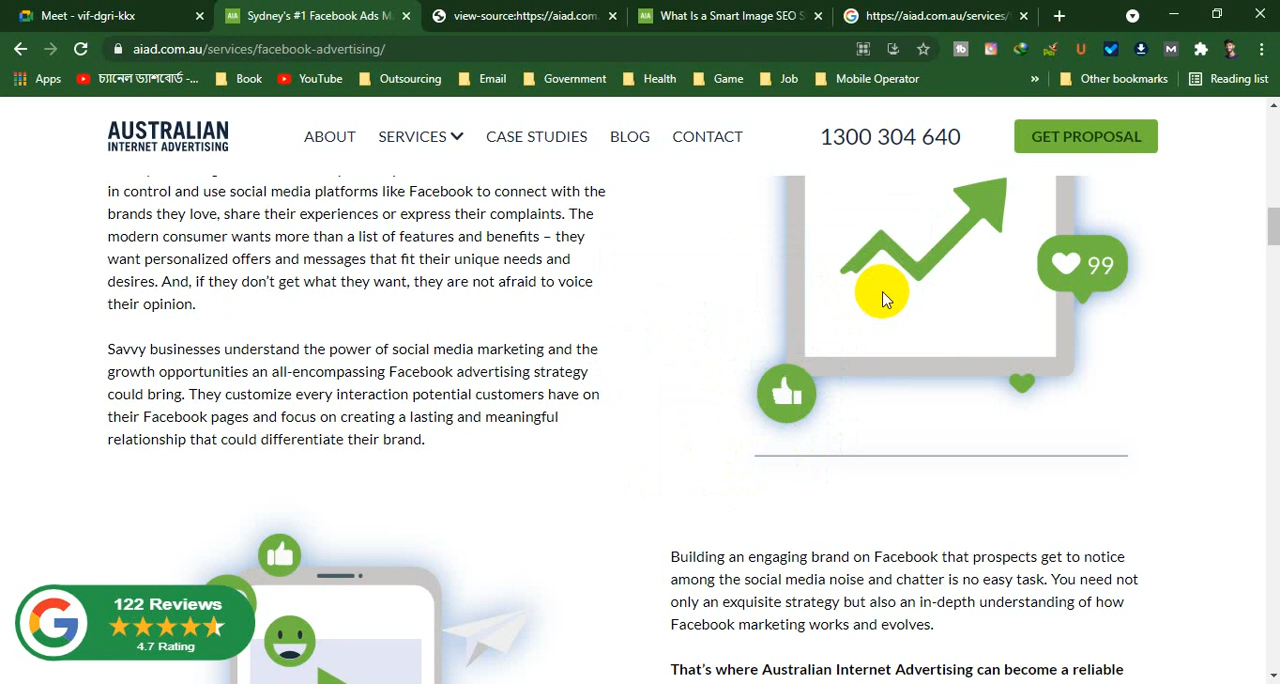 Meet - vif-dgri-kkx
Sydney's #1 Facebook Ads M
view-source:https://aiad.com.
What Is a Smart Image SEO S
https://aiad.com.au/services/
aiad.com.au/services/facebook-advertising/
Apps
চ্যানেল ড্যাশবোর্ড -...
Book
YouTube
Outsourcing
Email
Government
Health
Game
Job
Mobile Operator
»
Other bookmarks
Reading list
AUSTRALIAN
INTERNET ADVERTISING
ABOUT
SERVICES
CASE STUDIES
BLOG
CONTACT
1300 304 640
GET PROPOSAL
in control and use social media platforms like Facebook to connect with the
brands they love, share their experiences or express their complaints. The
modern consumer wants more than a list of features and benefits – they
want personalized offers and messages that fit their unique needs and
desires. And, if they don't get what they want, they are not afraid to voice
their opinion.
Savvy businesses understand the power of social media marketing and the
growth opportunities an all-encompassing Facebook advertising strategy
could bring. They customize every interaction potential customers have on
their Facebook pages and focus on creating a lasting and meaningful
relationship that could differentiate their brand.
99
122 Reviews
4.7 Rating
Building an engaging brand on Facebook that prospects get to notice
among the social media noise and chatter is no easy task. You need not
only an exquisite strategy but also an in-depth understanding of how
Facebook marketing works and evolves.
That's where Australian Internet Advertising can become a reliable